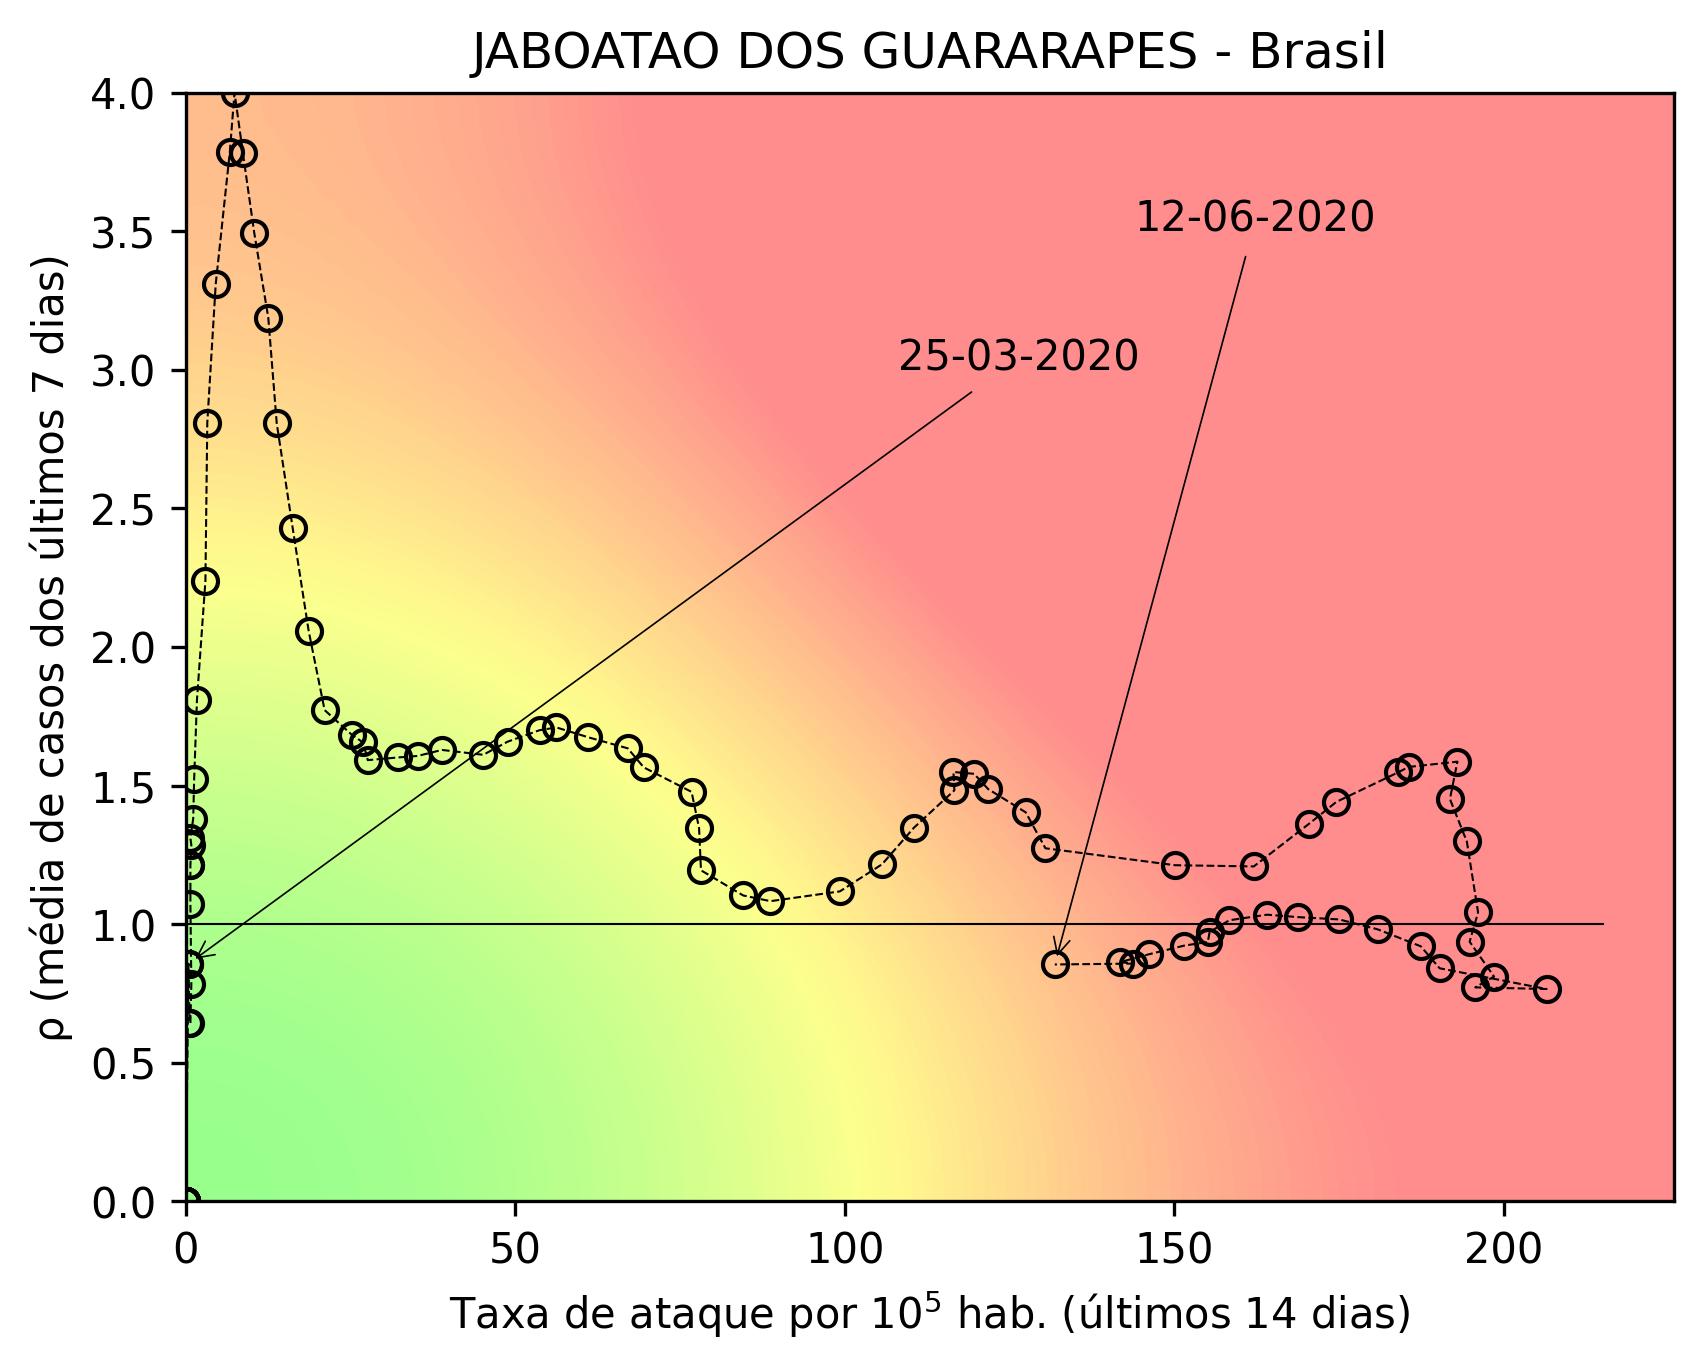 JABOATAO DOS GUARARAPES - Brasil
ρ (média de casos dos últimos 7 dias)
4.0
3.5
3.0
2.5
2.0
1.5
1.0
0.5
0.0
12-06-2020
25-03-2020
0 50 100 150 200
Taxa de ataque por 10⁵ hab. (últimos 14 dias)